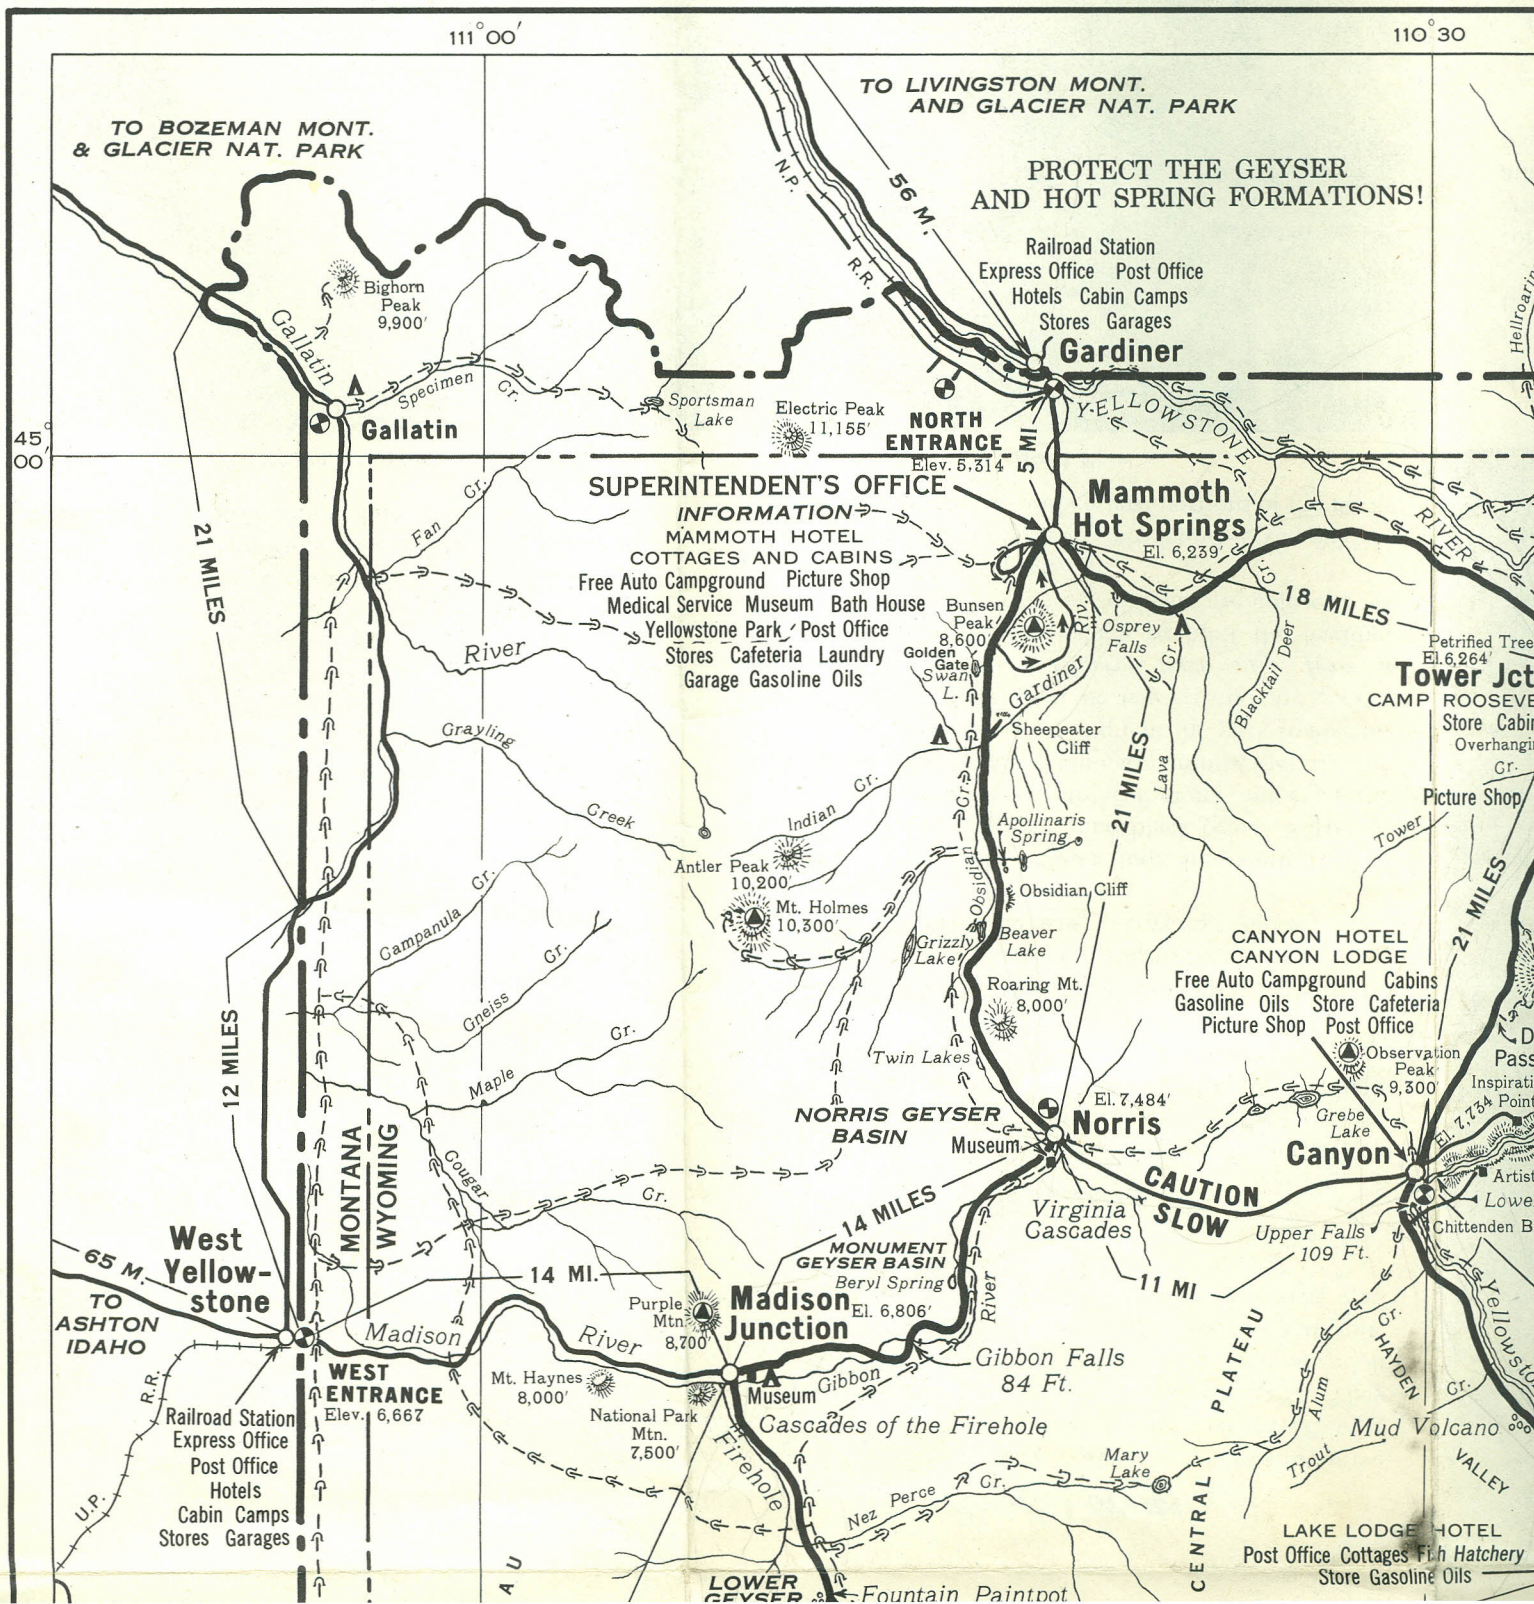 111°00'
110°30
TO LIVINGSTON MONT.
AND GLACIER NAT. PARK
TO BOZEMAN MONT.
& GLACIER NAT. PARK
N.P.
R.R.
56 M.
PROTECT THE GEYSER
AND HOT SPRING FORMATIONS!
Railroad Station
Express Office Post Office
Hotels Cabin Camps
Stores Garages
Gardiner
Bighorn
Peak
9,900'
Gallatin
Specimen
Cr.
Gallatin
Sportsman
Lake
Electric Peak
11,155'
NORTH
ENTRANCE
Elev. 5,314
5 MI
YELLOWSTONE
RIVER
Hellroarin
45°
00'
SUPERINTENDENT'S OFFICE
INFORMATION
MAMMOTH HOTEL
COTTAGES AND CABINS
Free Auto Campground Picture Shop
Medical Service Museum Bath House
Yellowstone Park Post Office
Stores Cafeteria Laundry
Garage Gasoline Oils
Mammoth
Hot Springs
El. 6,239'
18 MILES
21 MILES
Fan
Cr.
River
Grayling
Creek
Bunsen
Peak
8,600'
Golden
Gate
Swan
L.
Gardiner
Riv.
Osprey
Falls
Cr.
Lava
Blacktail Deer
Cr.
Petrified Tree
El.6,264'
Tower Jct
CAMP ROOSEVE
Store Cabin
Overhangi
Cr.
Picture Shop
Tower
Sheepeater
Cliff
21 MILES
Indian
Cr.
Obsidian
Cr.
Apollinaris
Spring
Antler Peak
10,200'
Mt. Holmes
10,300'
Obsidian Cliff
Grizzly
Lake
Beaver
Lake
Roaring Mt.
8,000'
Twin Lakes
21 MILES
CANYON HOTEL
CANYON LODGE
Free Auto Campground Cabins
Gasoline Oils Store Cafeteria
Picture Shop Post Office
Observation
Peak
9,300'
D
Pass
Inspirati
Point
El. 7,734
Grebe
Lake
Campanula
Cr.
Gneiss
Cr.
Maple
Cr.
12 MILES
MONTANA
WYOMING
Cougar
Cr.
NORRIS GEYSER
BASIN
El. 7,484'
Norris
Museum
Canyon
Artist
Lowe
Chittenden B
CAUTION
SLOW
Virginia
Cascades
Upper Falls
109 Ft.
14 MILES
MONUMENT
GEYSER BASIN
Beryl Spring
River
11 MI
West
Yellow-
stone
65 M.
TO
ASHTON
IDAHO
14 MI.
Purple
Mtn.
8,700'
Madison
Junction
El. 6,806'
Madison
River
WEST
ENTRANCE
Elev. 6,667
Mt. Haynes
8,000'
National Park
Mtn.
7,500'
Museum
Gibbon
Gibbon Falls
84 Ft.
Cascades of the Firehole
Firehole
Railroad Station
Express Office
Post Office
Hotels
Cabin Camps
Stores Garages
R.R.
U.P.
CENTRAL
PLATEAU
HAYDEN
VALLEY
Cr.
Alum
Trout
Cr.
Yellowsto
Mud Volcano
Mary
Lake
Nez Perce
Cr.
LAKE LODGE HOTEL
Post Office Cottages Fish Hatchery
Store Gasoline Oils
AU
LOWER
GEYSER
Fountain Paintpot